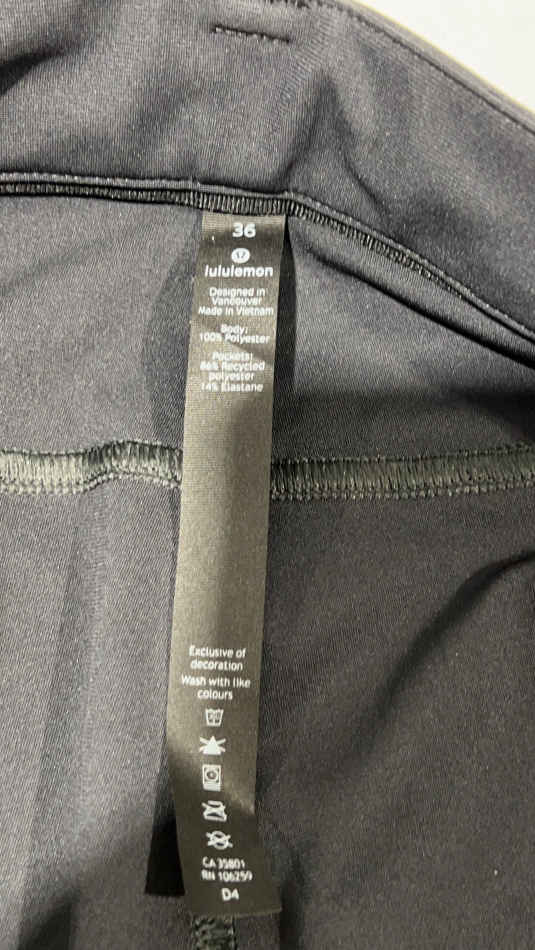 36
lululemon
Designed in
Vancouver
Made in Vietnam
Body:
100% Polyester
Pockets:
86% Recycled
polyester
14% Elastane
Exclusive of
decoration
Wash with like
colours
CA 35801
RN 106259
D4